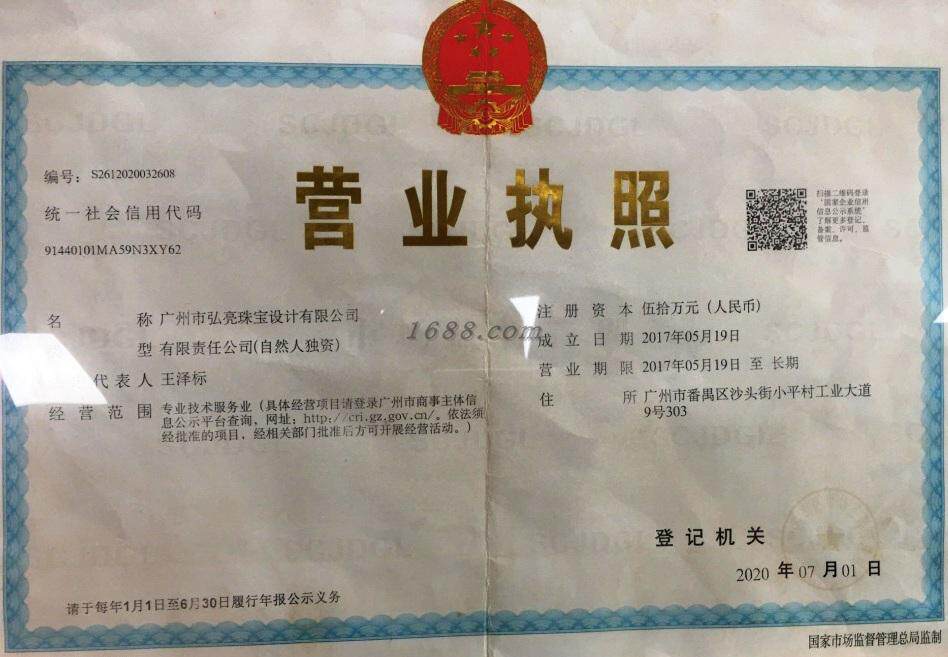 营业执照
编号: S2612020032608
统一社会信用代码
91440101MA59N3XY62
扫描二维码登录
‘国家企业信用
信息公示系统’
了解更多登记、
备案、许可、监
管信息。
名 称 广州市弘亮珠宝设计有限公司
型 有限责任公司(自然人独资)
代表人 王泽标
经营范围 专业技术服务业（具体经营项目请登录广州市商事主体信
息公示平台查询，网址：http://cri.gz.gov.cn/。依法须
经批准的项目，经相关部门批准后方可开展经营活动。）
注册资本 伍拾万元（人民币）
成立日期 2017年05月19日
营业期限 2017年05月19日 至 长期
住 所 广州市番禺区沙头街小平村工业大道
9号303
1688.com
登记机关
2020 年 07 月 01 日
请于每年1月1日至6月30日履行年报公示义务
国家市场监督管理总局监制
SCJDGL
SCJDGL
SCJDGL